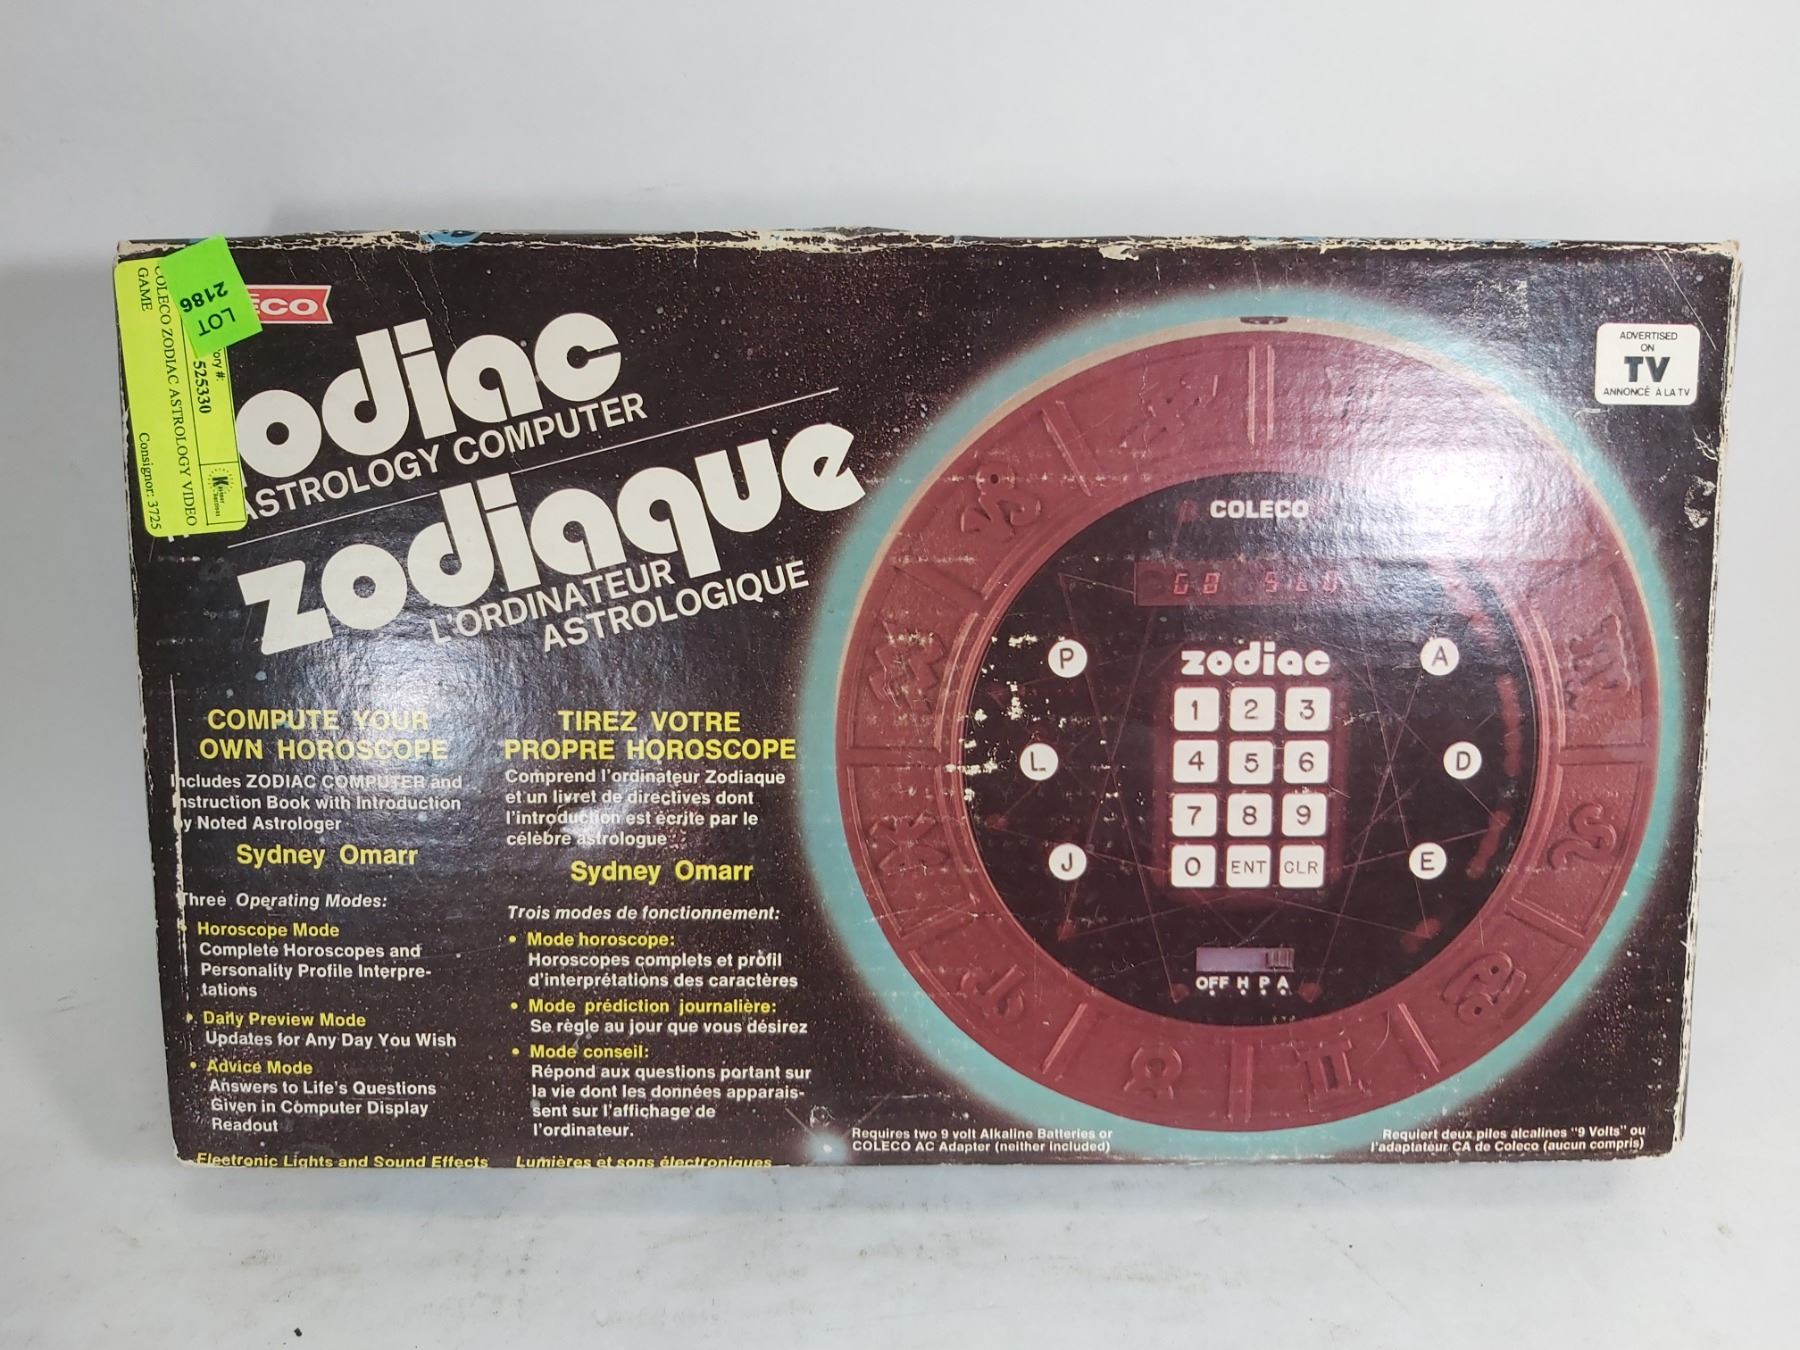 LOT
2186
COLECO ZODIAC ASTROLOGY VIDEO
GAME
525330
Consignor: 3725
ECO
odiac
ASTROLOGY COMPUTER
zodiaque
L'ORDINATEUR
ASTROLOGIQUE
COMPUTE YOUR
OWN HOROSCOPE
Includes ZODIAC COMPUTER and
Instruction Book with Introduction
by Noted Astrologer
Sydney Omarr
Three Operating Modes:
• Horoscope Mode
Complete Horoscopes and
Personality Profile Interpre-
tations
• Daily Preview Mode
Updates for Any Day You Wish
• Advice Mode
Answers to Life's Questions
Given in Computer Display
Readout
Electronic Lights and Sound Effects
TIREZ VOTRE
PROPRE HOROSCOPE
Comprend l'ordinateur Zodiaque
et un livret de directives dont
l'introduction est écrite par le
célèbre astrologue
Sydney Omarr
Trois modes de fonctionnement:
• Mode horoscope:
Horoscopes complets et profil
d'interprétations des caractères
• Mode prédiction journalière:
Se règle au jour que vous désirez
• Mode conseil:
Répond aux questions portant sur
la vie dont les données apparais-
sent sur l'affichage de
l'ordinateur.
Lumières et sons électroniques
ADVERTISED
ON
TV
ANNONCÉ À LA TV
COLECO
GO SLO
zodiac
P A
L D
J E
1 2 3
4 5 6
7 8 9
0 ENT CLR
OFF H P A
Requires two 9 volt Alkaline Batteries or
COLECO AC Adapter (neither included)
Requiert deux piles alcalines "9 Volts" ou
l'adaptateur CA de Coleco (aucun compris)